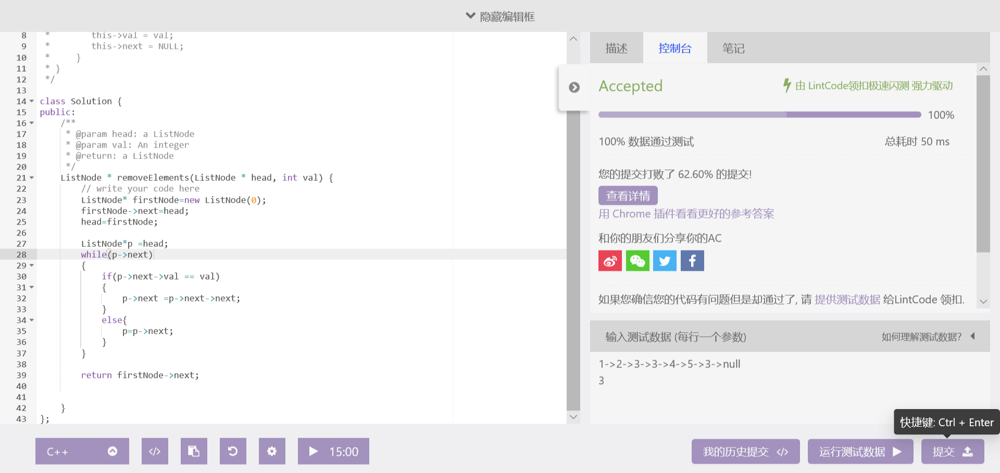 隐藏编辑框
8 *        this->val = val;
9 *        this->next = NULL;
10 *     }
11 * }
12 */
13
14 class Solution {
15 public:
16     /**
17      * @param head: a ListNode
18      * @param val: An integer
19      * @return: a ListNode
20      */
21     ListNode * removeElements(ListNode * head, int val) {
22         // write your code here
23         ListNode* firstNode=new ListNode(0);
24         firstNode->next=head;
25         head=firstNode;
26
27         ListNode*p =head;
28         while(p->next)
29         {
30             if(p->next->val == val)
31             {
32                 p->next =p->next->next;
33             }
34             else{
35                 p=p->next;
36             }
37         }
38
39         return firstNode->next;
40
41
42     }
43 };
描述 控制台 笔记
Accepted 由 LintCode领扣极速闪测 强力驱动
100%
100% 数据通过测试 总耗时 50 ms
您的提交打败了 62.60% 的提交!
查看详情
用 Chrome 插件看看更好的参考答案
和你的朋友们分享你的AC
如果您确信您的代码有问题但是却通过了, 请 提供测试数据 给LintCode 领扣.
输入测试数据 (每行一个参数) 如何理解测试数据?
1->2->3->3->4->5->3->null
3
快捷键: Ctrl + Enter
C++ </> 15:00 我的历史提交 </> 运行测试数据 提交